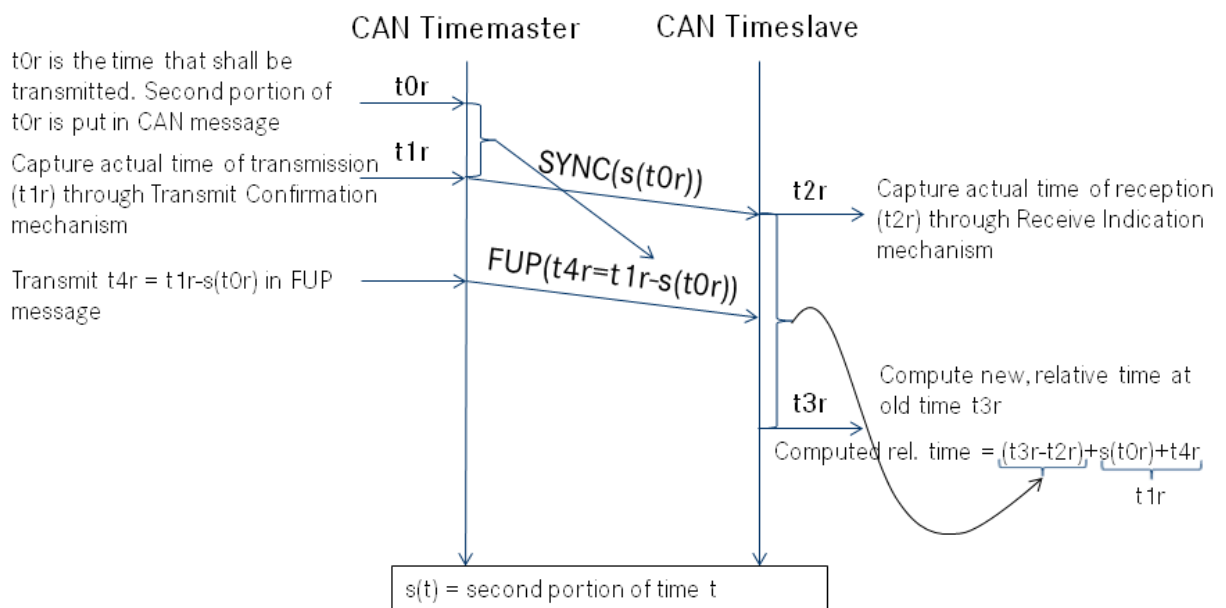 CAN Timemaster
CAN Timeslave
t0r is the time that shall be
transmitted. Second portion of
t0r is put in CAN message
t0r
Capture actual time of transmission
(t1r) through Transmit Confirmation
mechanism
t1r
SYNC(s(t0r))
t2r
Capture actual time of reception
(t2r) through Receive Indication
mechanism
Transmit t4r = t1r-s(t0r) in FUP
message
FUP(t4r=t1r-s(t0r))
t3r
Compute new, relative time at
old time t3r
Computed rel. time = (t3r-t2r)+s(t0r)+t4r
t1r
s(t) = second portion of time t